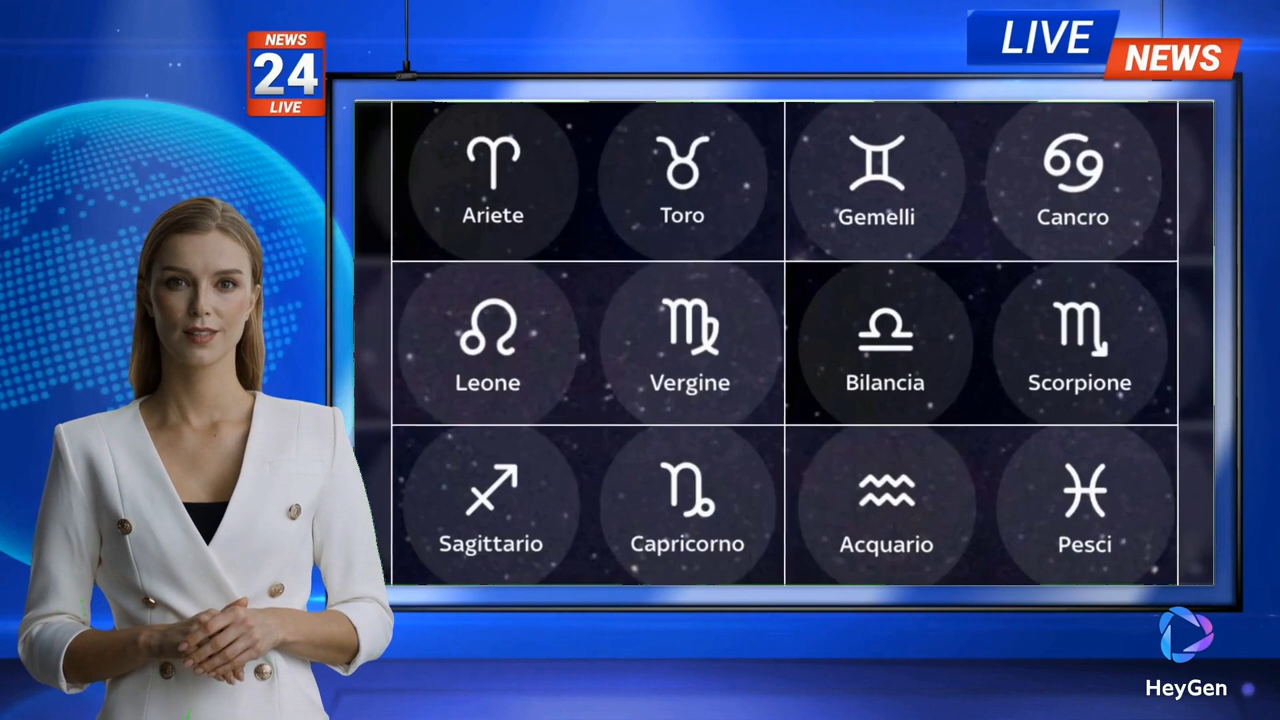 NEWS
24
LIVE
LIVE
NEWS
Ariete
Toro
Gemelli
Cancro
Leone
Vergine
Bilancia
Scorpione
Sagittario
Capricorno
Acquario
Pesci
HeyGen